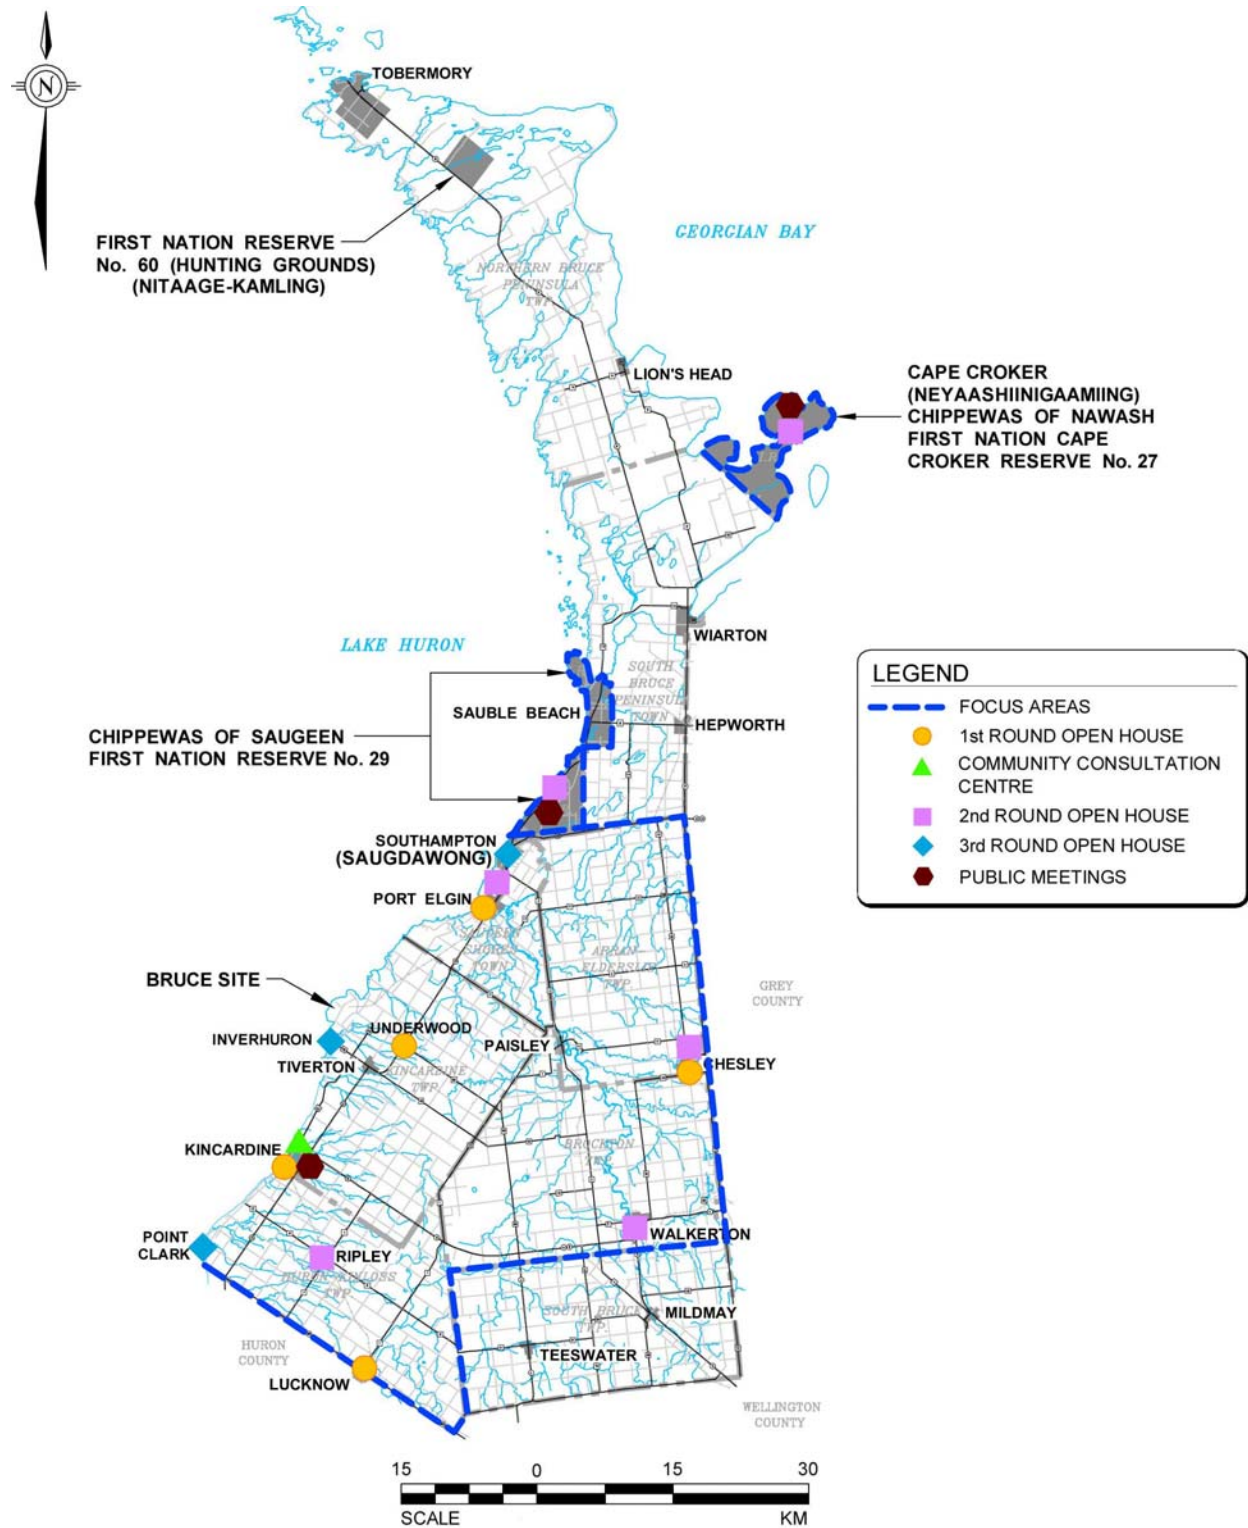 N
TOBERMORY
FIRST NATION RESERVE
No. 60 (HUNTING GROUNDS)
(NITAAGE-KAMLING)
GEORGIAN BAY
NORTHERN BRUCE
PENINSULA
TWP.
LION'S HEAD
CAPE CROKER
(NEYAASHIINIGAAMIING)
CHIPPEWAS OF NAWASH
FIRST NATION CAPE
CROKER RESERVE No. 27
WIARTON
LAKE HURON
SOUTH
BRUCE
PENINSULA
TOWN
SAUBLE BEACH
HEPWORTH
CHIPPEWAS OF SAUGEEN
FIRST NATION RESERVE No. 29
LEGEND
FOCUS AREAS
1st ROUND OPEN HOUSE
COMMUNITY CONSULTATION
CENTRE
2nd ROUND OPEN HOUSE
3rd ROUND OPEN HOUSE
PUBLIC MEETINGS
SOUTHAMPTON
(SAUGDAWONG)
PORT ELGIN
SAUGEEN
SHORES
TOWN
ARRAN
ELDERSLIE
TWP.
GREY
COUNTY
BRUCE SITE
INVERHURON
UNDERWOOD
TIVERTON
KINCARDINE
TWP.
PAISLEY
CHESLEY
KINCARDINE
BROCKTON
TWP.
POINT
CLARK
RIPLEY
HURON-KINLOSS
TWP.
WALKERTON
SOUTH BRUCE
TWP.
MILDMAY
TEESWATER
HURON
COUNTY
LUCKNOW
WELLINGTON
COUNTY
15 0 15 30
SCALE KM